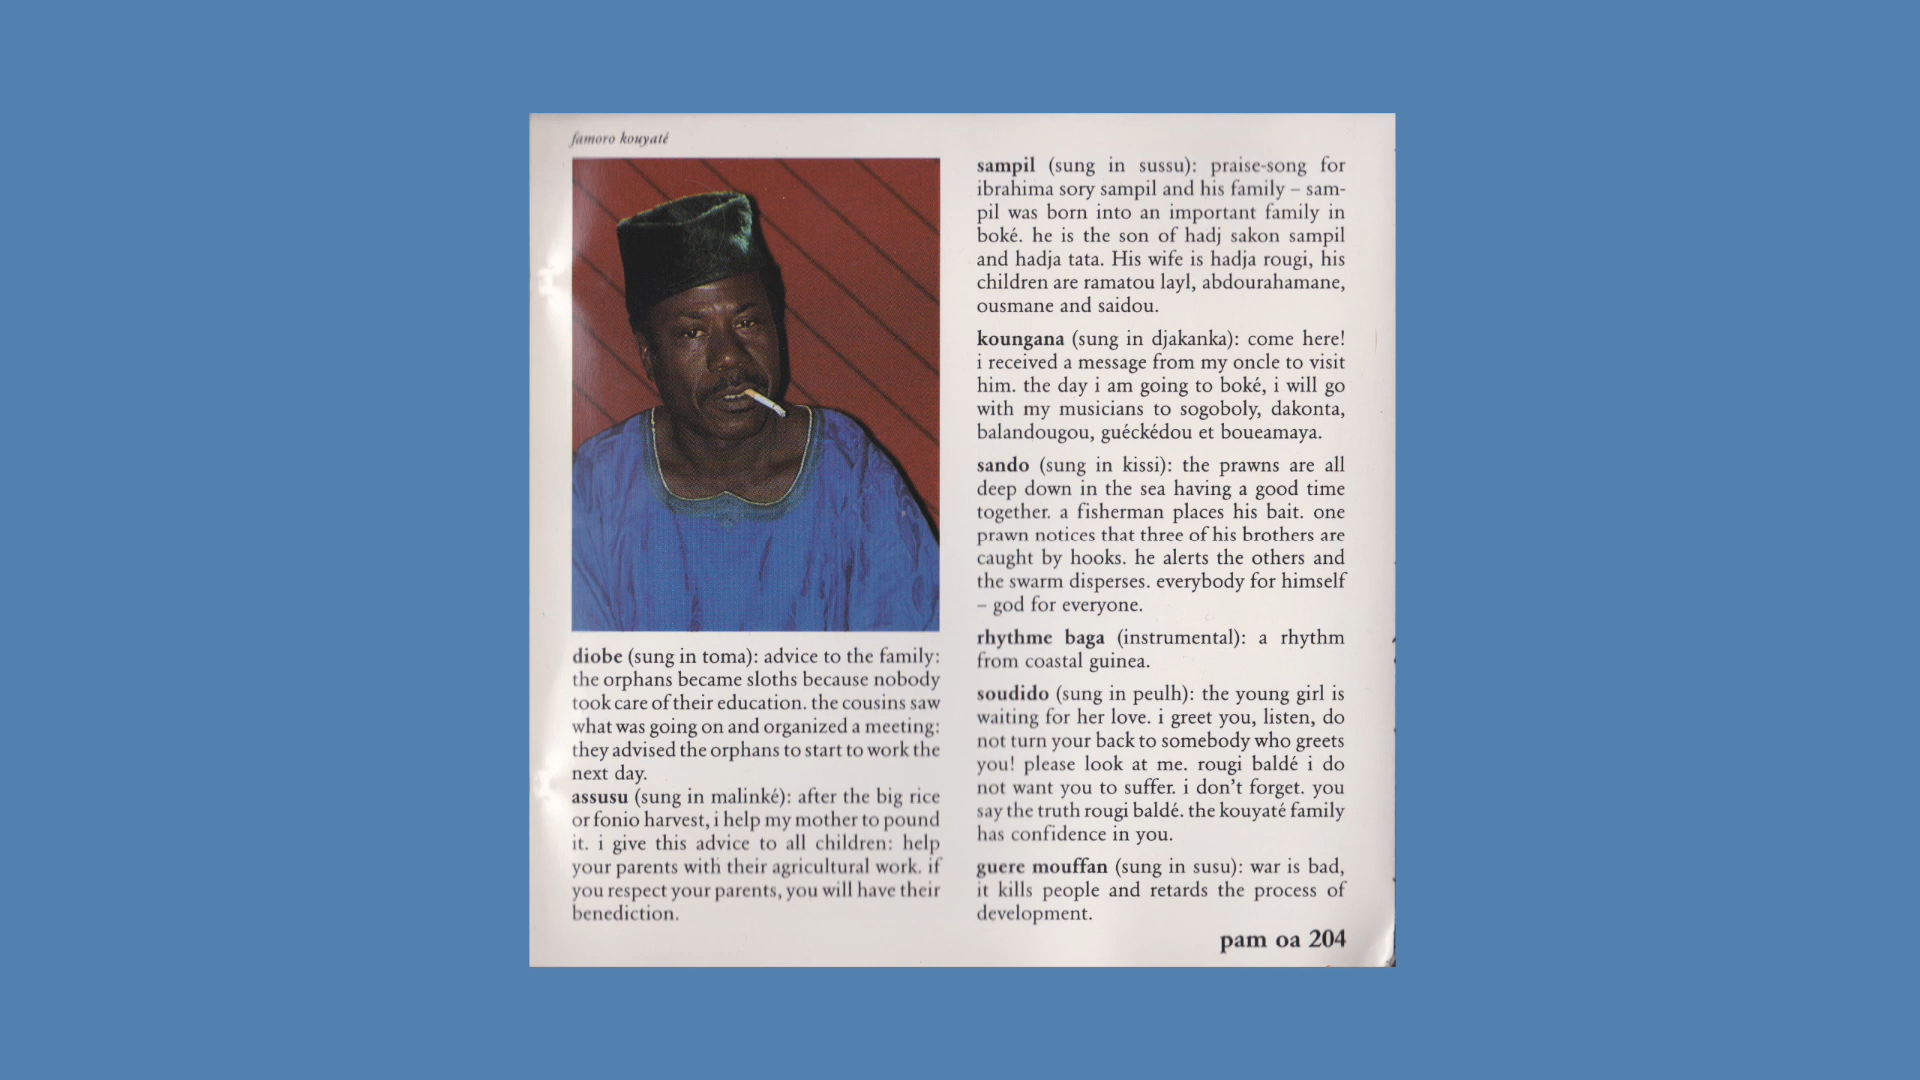 famoro kouyaté
diobe (sung in toma): advice to the family:
the orphans became sloths because nobody
took care of their education. the cousins saw
what was going on and organized a meeting:
they advised the orphans to start to work the
next day.
assusu (sung in malinké): after the big rice
or fonio harvest, i help my mother to pound
it. i give this advice to all children: help
your parents with their agricultural work. if
you respect your parents, you will have their
benediction.
sampil (sung in sussu): praise-song for
ibrahima sory sampil and his family – sam-
pil was born into an important family in
boké. he is the son of hadj sakon sampil
and hadja tata. His wife is hadja rougi, his
children are ramatou layl, abdourahamane,
ousmane and saidou.
koungana (sung in djakanka): come here!
i received a message from my oncle to visit
him. the day i am going to boké, i will go
with my musicians to sogoboly, dakonta,
balandougou, guéckédou et boueamaya.
sando (sung in kissi): the prawns are all
deep down in the sea having a good time
together. a fisherman places his bait. one
prawn notices that three of his brothers are
caught by hooks. he alerts the others and
the swarm disperses. everybody for himself
– god for everyone.
rhythme baga (instrumental): a rhythm
from coastal guinea.
soudido (sung in peulh): the young girl is
waiting for her love. i greet you, listen, do
not turn your back to somebody who greets
you! please look at me. rougi baldé i do
not want you to suffer. i don't forget. you
say the truth rougi baldé. the kouyaté family
has confidence in you.
guere mouffan (sung in susu): war is bad,
it kills people and retards the process of
development.
pam oa 204